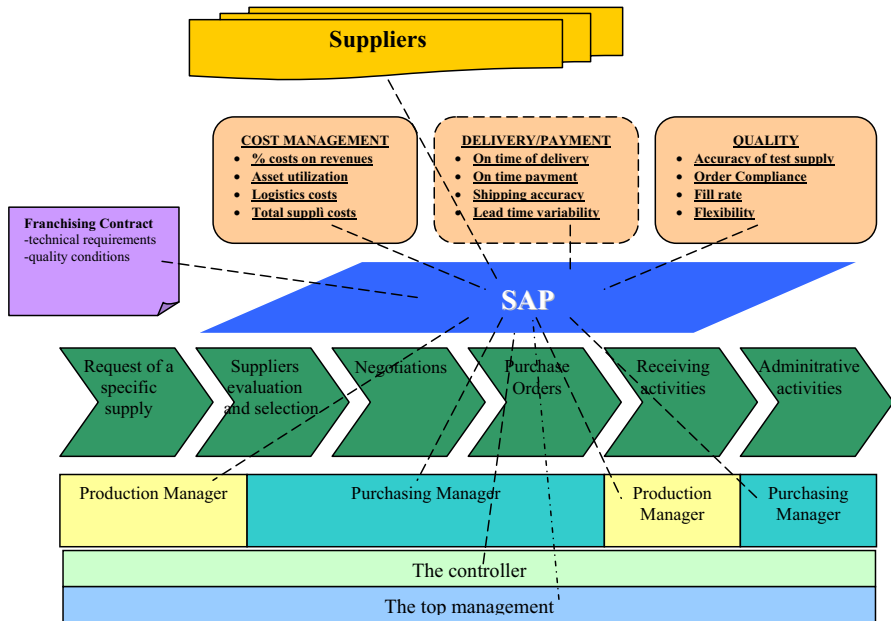 Suppliers
COST MANAGEMENT
• % costs on revenues
• Asset utilization
• Logistics costs
• Total suppli costs
DELIVERY/PAYMENT
• On time of delivery
• On time payment
• Shipping accuracy
• Lead time variability
QUALITY
• Accuracy of test supply
• Order Compliance
• Fill rate
• Flexibility
Franchising Contract
-technical requirements
-quality conditions
SAP
Request of a
specific
supply
Suppliers
evaluation
and selection
Negotiations
Purchase
Orders
Receiving
activities
Adminitrative
activities
Production Manager
Purchasing Manager
Production
Manager
Purchasing
Manager
The controller
The top management